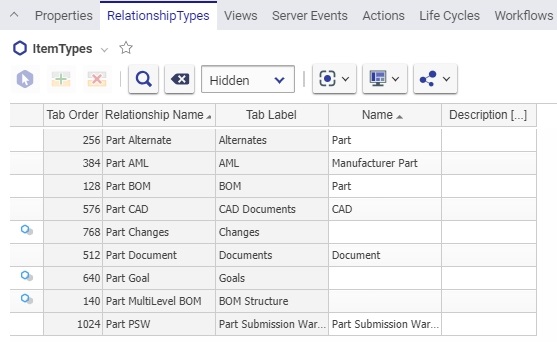 Properties RelationshipTypes Views Server Events Actions Life Cycles Workflows
ItemTypes
Hidden
Tab Order Relationship Name Tab Label Name Description [...]
256 Part Alternate Alternates Part
384 Part AML AML Manufacturer Part
128 Part BOM BOM Part
576 Part CAD CAD Documents CAD
768 Part Changes Changes
512 Part Document Documents Document
640 Part Goal Goals
140 Part MultiLevel BOM BOM Structure
1024 Part PSW Part Submission War... Part Submission War...